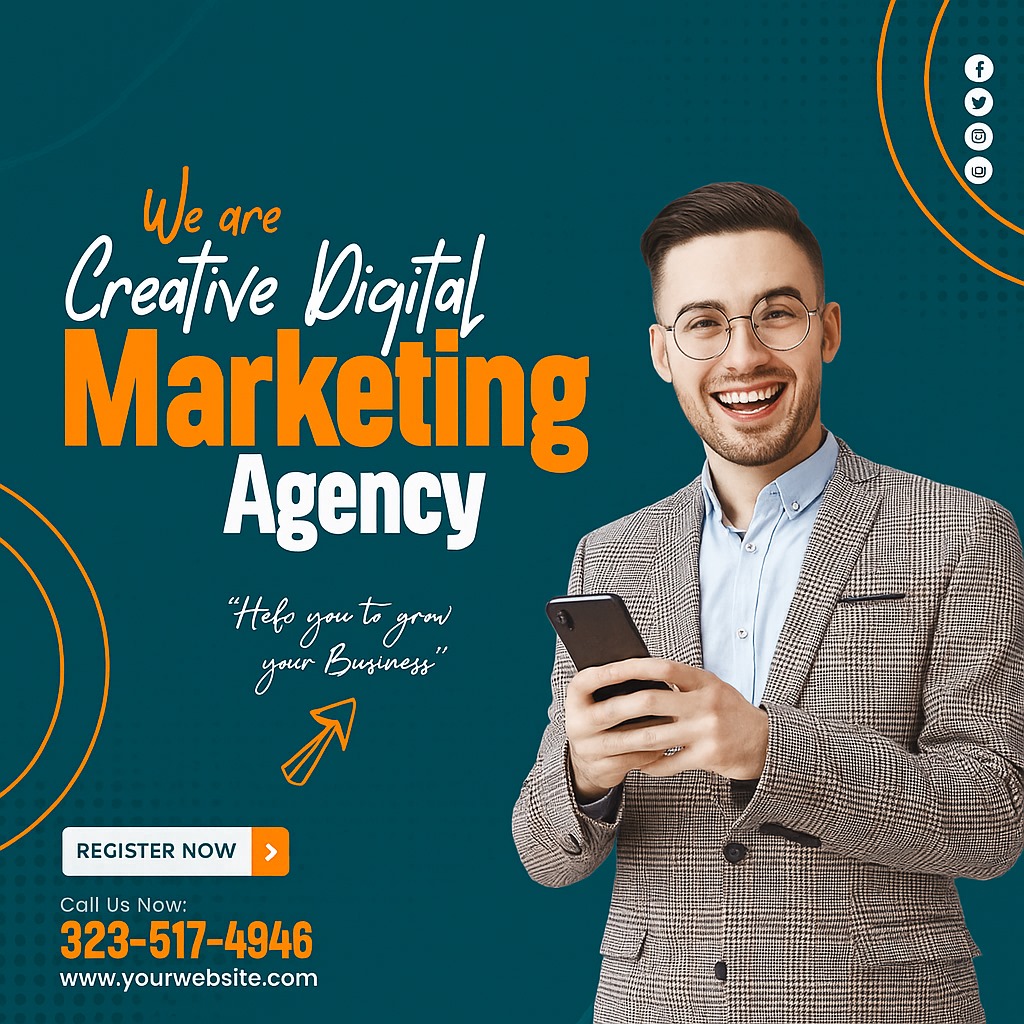 We are
Creative Digital
Marketing
Agency
“Hefo you to grow
your Business”
REGISTER NOW
Call Us Now:
323-517-4946
www.yourwebsite.com